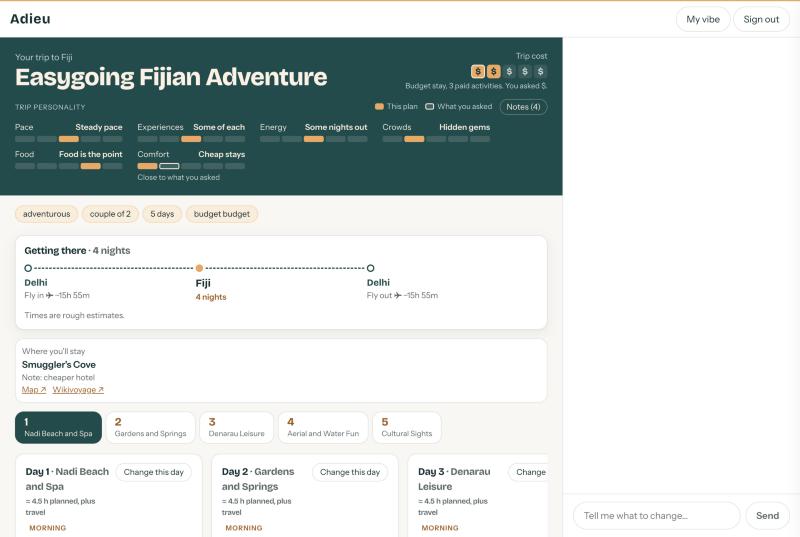 Adieu
My vibe
Sign out
Your trip to Fiji
Easygoing Fijian Adventure
Trip cost
$ $ $ $ $
Budget stay, 3 paid activities. You asked $.
TRIP PERSONALITY
This plan
What you asked
Notes (4)
Pace Steady pace
Experiences Some of each
Energy Some nights out
Crowds Hidden gems
Food Food is the point
Comfort Cheap stays
Close to what you asked
adventurous
couple of 2
5 days
budget budget
Getting there · 4 nights
Delhi
Fly in ✈ ~15h 55m
Fiji
4 nights
Delhi
Fly out ✈ ~15h 55m
Times are rough estimates.
Where you'll stay
Smuggler's Cove
Note: cheaper hotel
Map ↗ Wikivoyage ↗
1
Nadi Beach and Spa
2
Gardens and Springs
3
Denarau Leisure
4
Aerial and Water Fun
5
Cultural Sights
Day 1 · Nadi Beach
and Spa
Change this day
≈ 4.5 h planned, plus
travel
MORNING
Day 2 · Gardens
and Springs
Change this day
≈ 4.5 h planned, plus
travel
MORNING
Day 3 · Denarau
Leisure
Change
≈ 4.5 h planned, plus
travel
MORNING
Tell me what to change...
Send